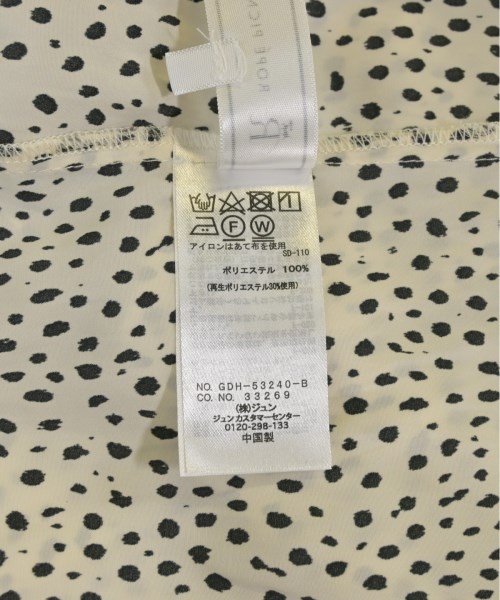 ROPÉ PICN
アイロンはあて布を使用
SD-110
ポリエステル 100%
(再生ポリエステル30%使用)
NO. GDH-53240-B
CO. NO. 33269
(株)ジュン
ジュンカスタマーセンター
0120-298-133
中国製